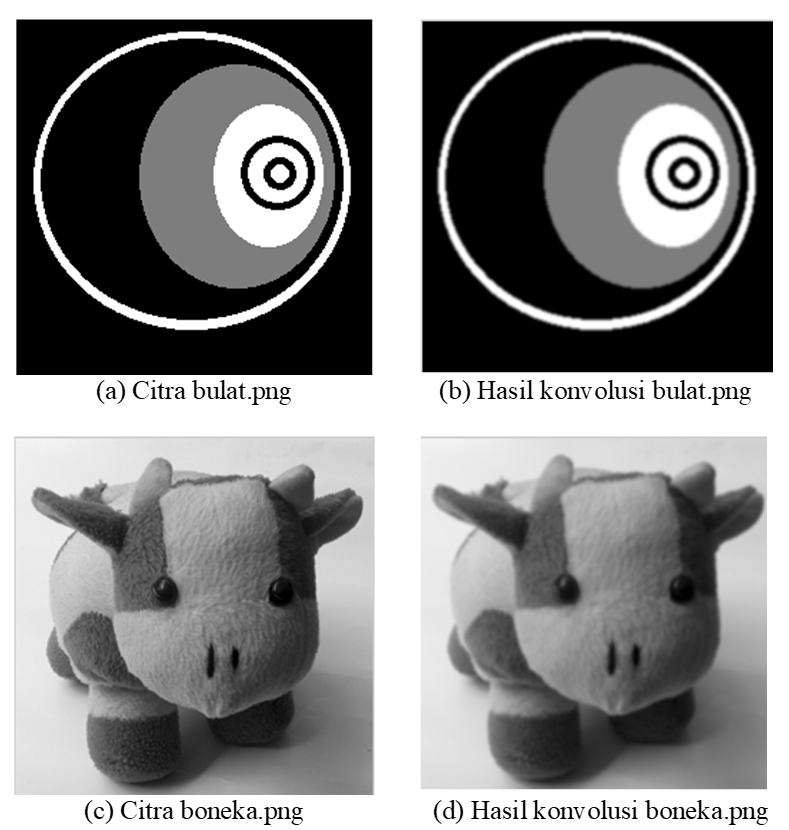 (a) Citra bulat.png
(b) Hasil konvolusi bulat.png
(c) Citra boneka.png
(d) Hasil konvolusi boneka.png